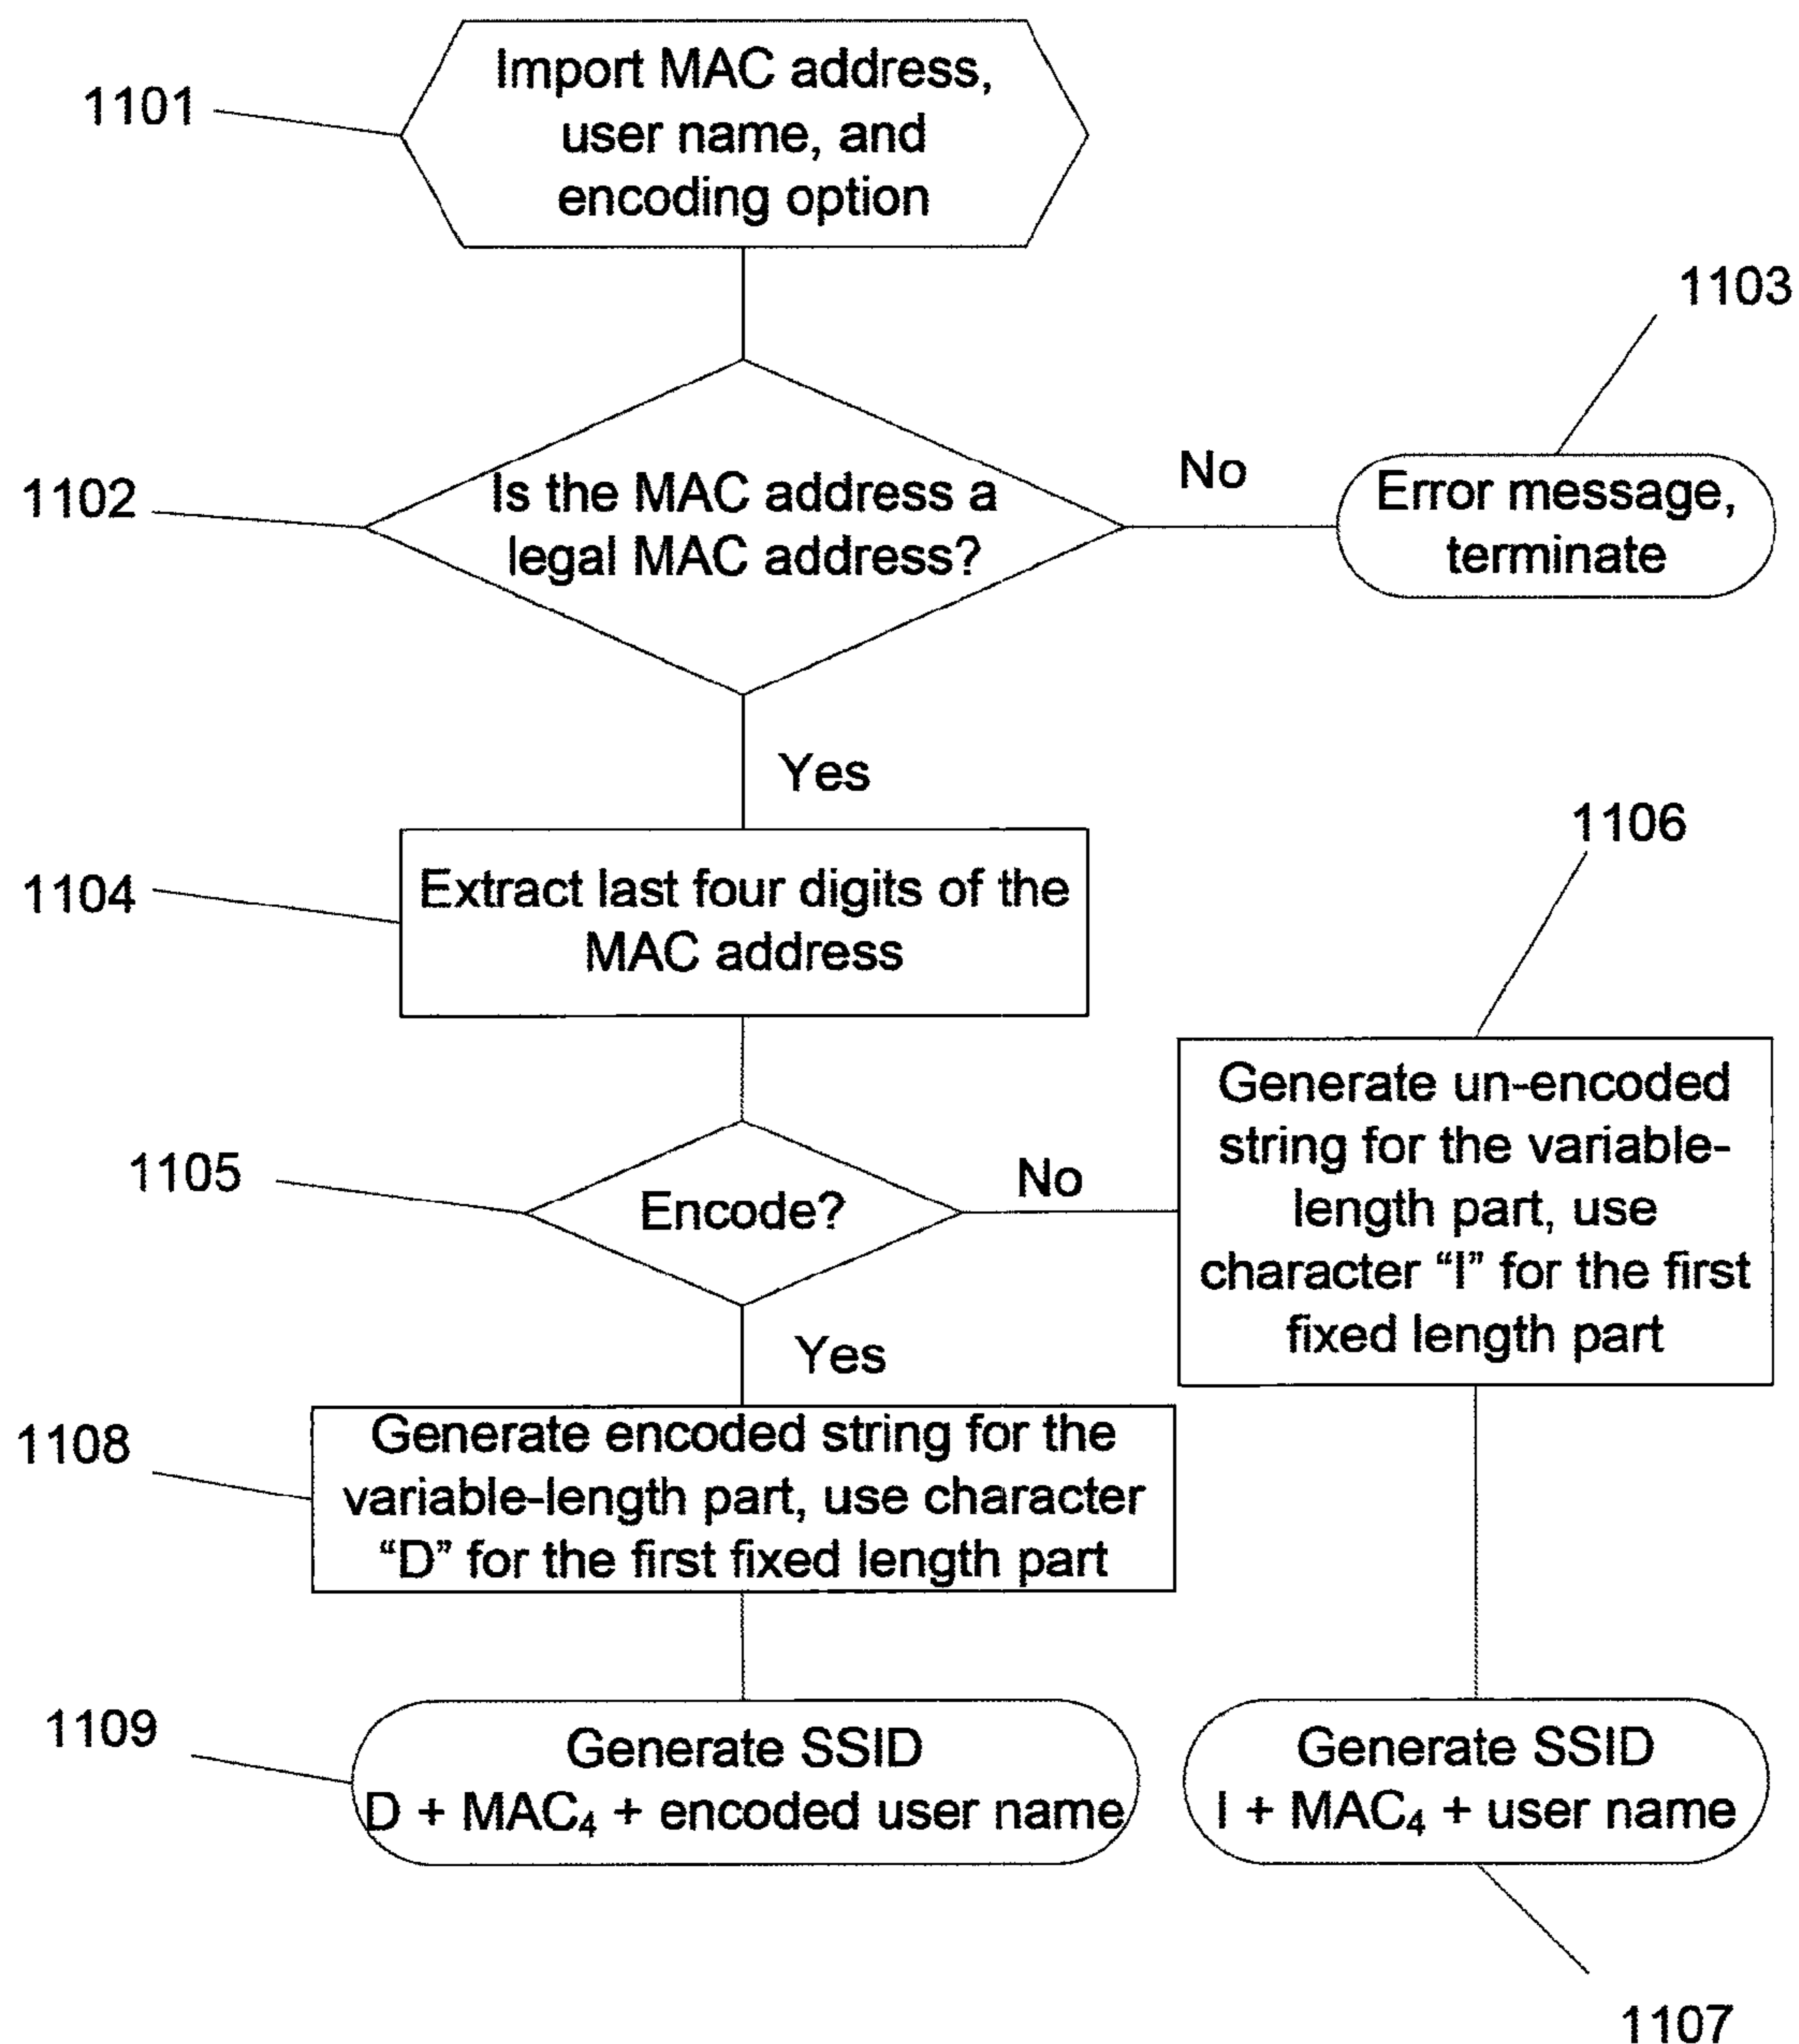 1101
Import MAC address,
user name, and
encoding option
1103
1102
Is the MAC address a
legal MAC address?
No
Error message,
terminate
Yes
1104
Extract last four digits of the
MAC address
1106
Generate un-encoded
string for the variable-
length part, use
character “I” for the first
fixed length part
1105
Encode?
No
Yes
1108
Generate encoded string for the
variable-length part, use character
“D” for the first fixed length part
1109
Generate SSID
D + MAC₄ + encoded user name
Generate SSID
I + MAC₄ + user name
1107